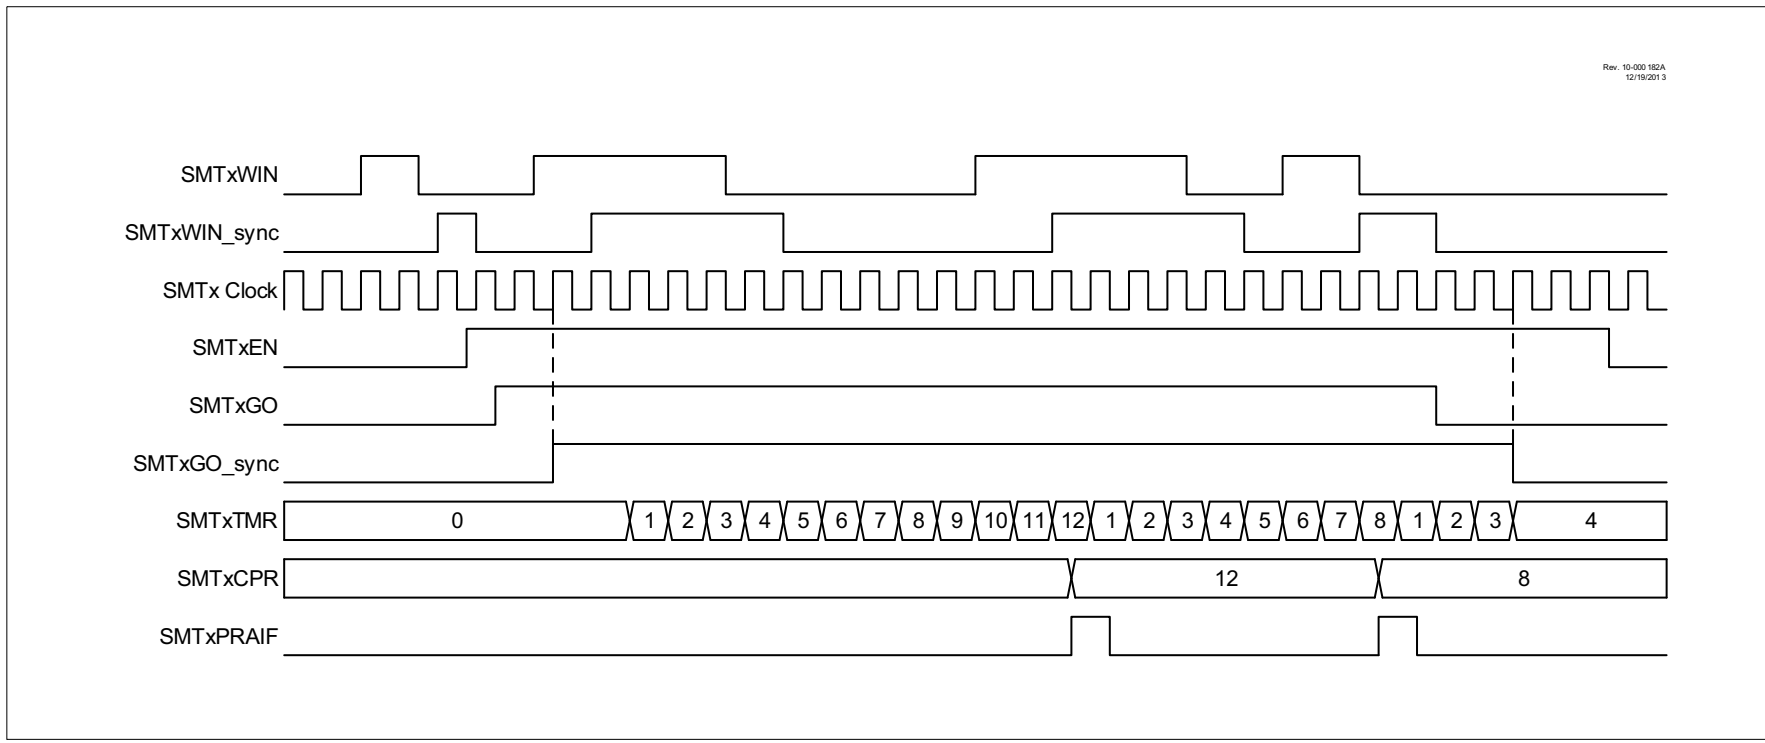 Rev. 10-000 182A
12/19/201 3
SMTxWIN
SMTxWIN_sync
SMTx Clock
SMTxEN
SMTxGO
SMTxGO_sync
SMTxTMR 0 1 2 3 4 5 6 7 8 9 10 11 12 1 2 3 4 5 6 7 8 1 2 3 4
SMTxCPR 12 8
SMTxPRAIF